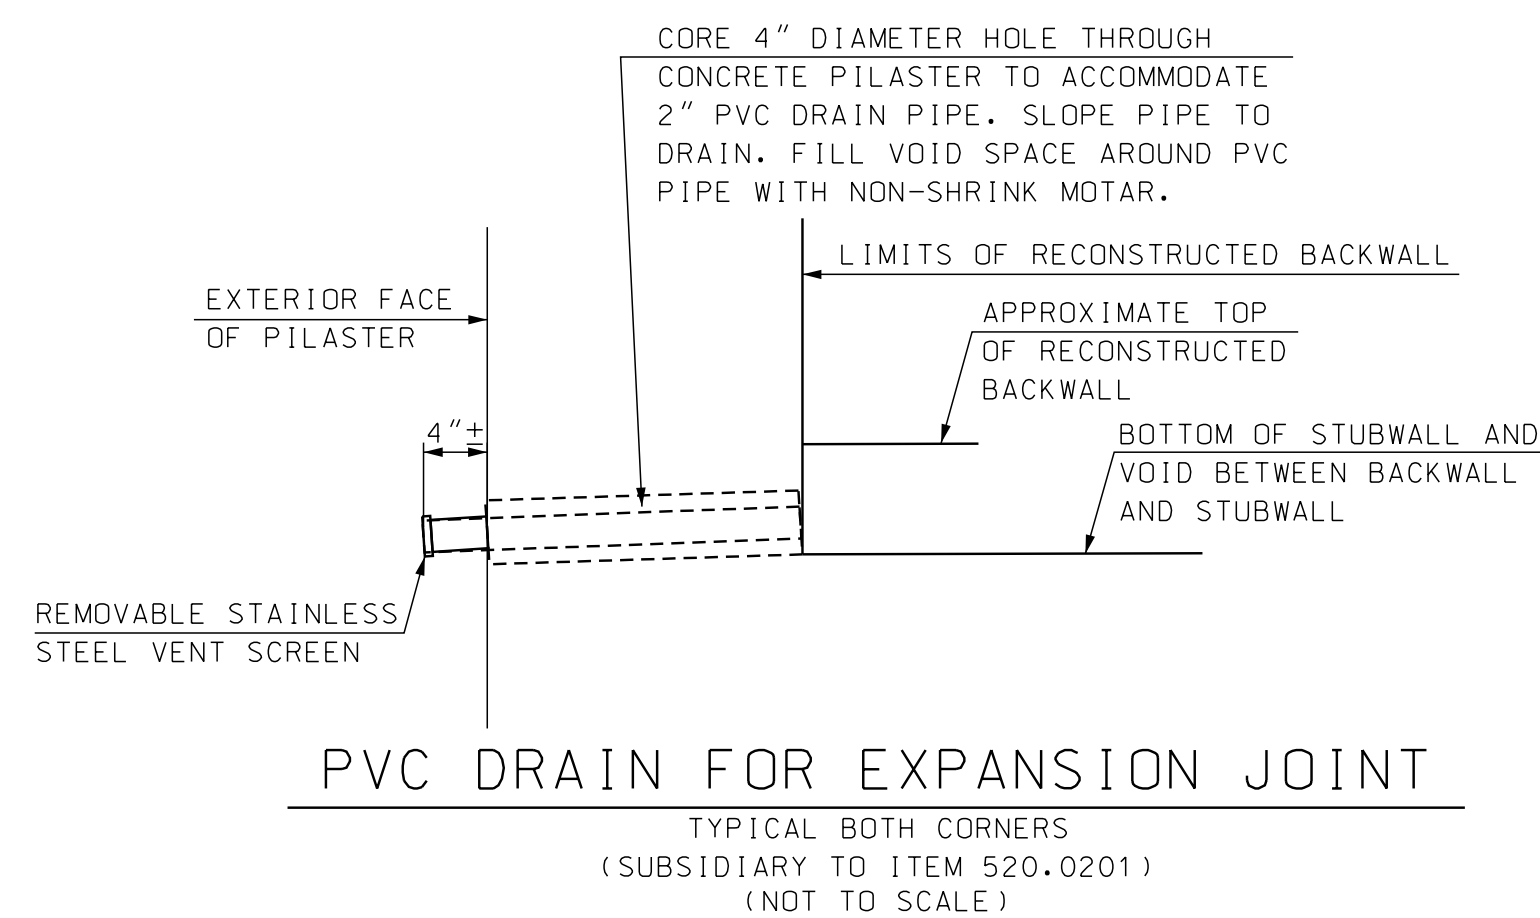 CORE 4" DIAMETER HOLE THROUGH
CONCRETE PILASTER TO ACCOMMODATE
2" PVC DRAIN PIPE. SLOPE PIPE TO
DRAIN. FILL VOID SPACE AROUND PVC
PIPE WITH NON-SHRINK MOTAR.
LIMITS OF RECONSTRUCTED BACKWALL
EXTERIOR FACE
OF PILASTER
APPROXIMATE TOP
OF RECONSTRUCTED
BACKWALL
4"±
BOTTOM OF STUBWALL AND
VOID BETWEEN BACKWALL
AND STUBWALL
REMOVABLE STAINLESS
STEEL VENT SCREEN
PVC DRAIN FOR EXPANSION JOINT
TYPICAL BOTH CORNERS
(SUBSIDIARY TO ITEM 520.0201)
(NOT TO SCALE)